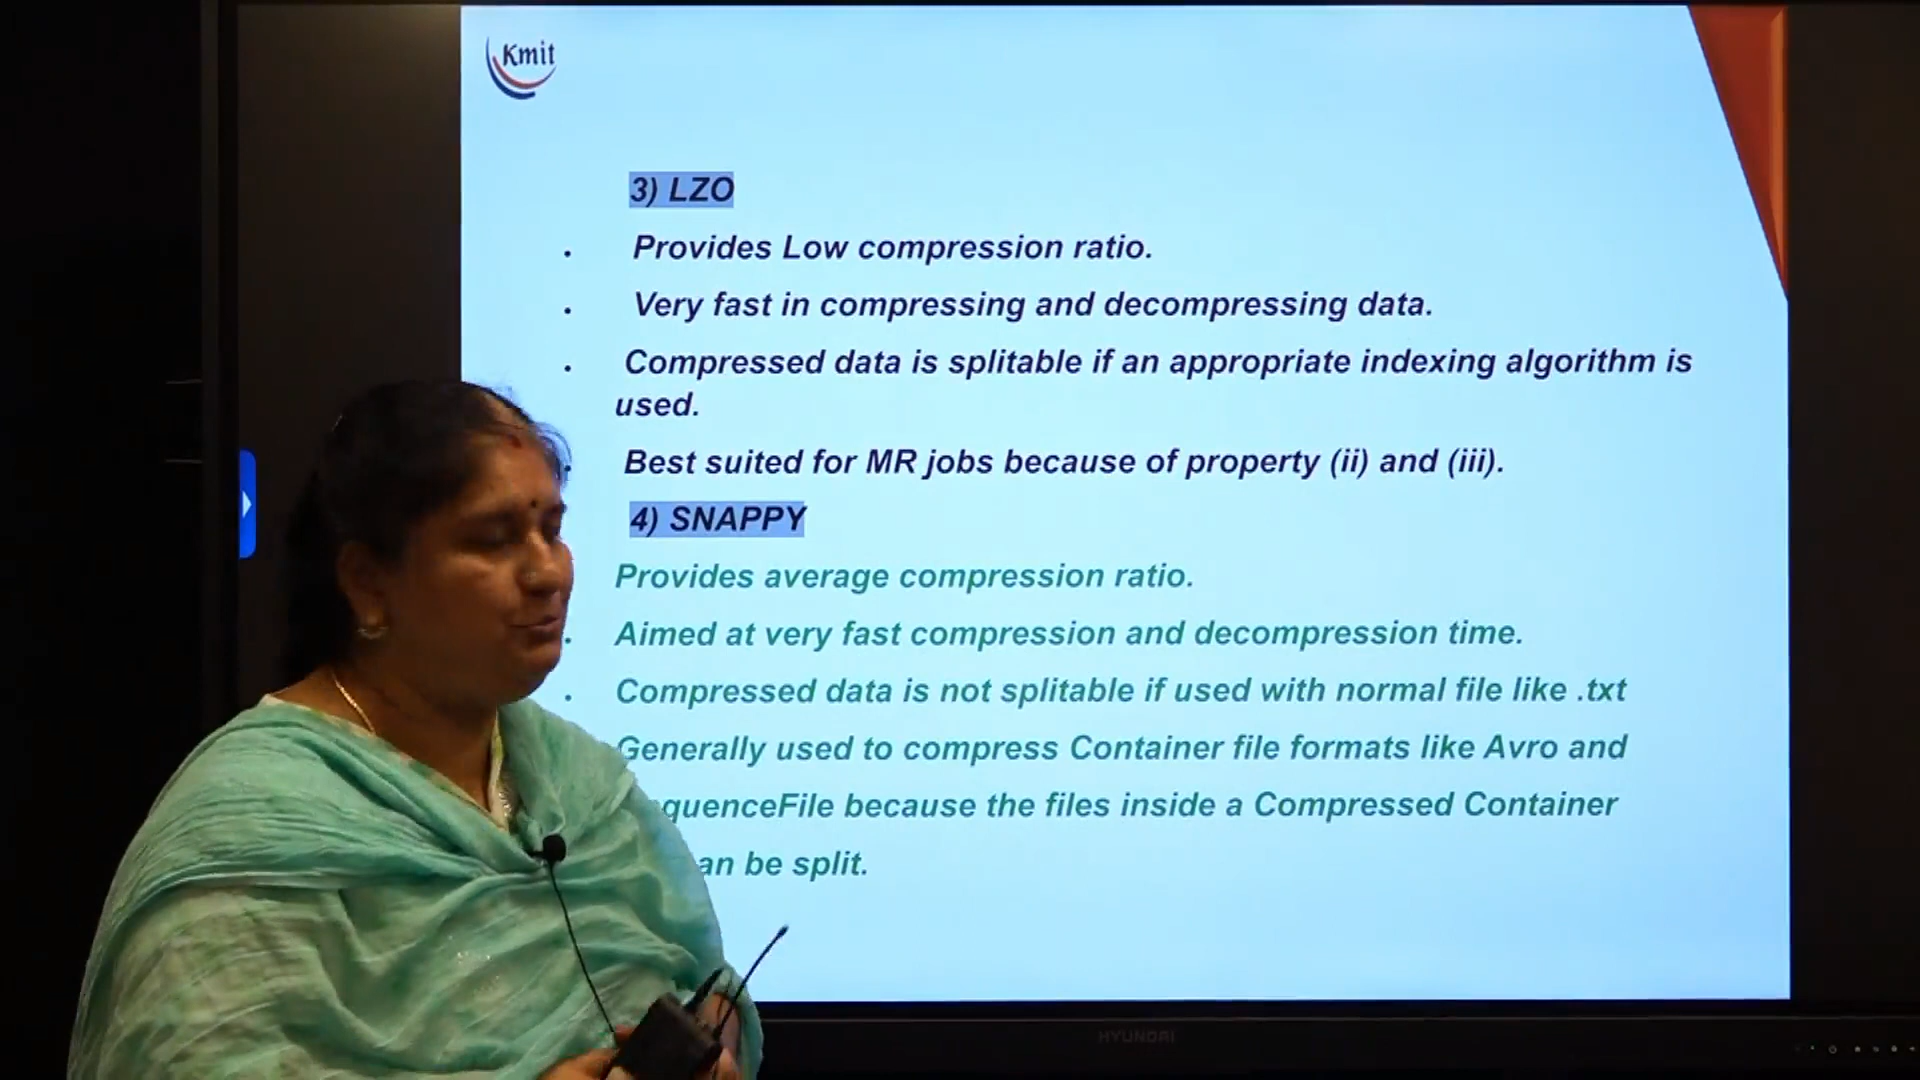 Kmit
3) LZO
Provides Low compression ratio.
Very fast in compressing and decompressing data.
Compressed data is splitable if an appropriate indexing algorithm is
used.
Best suited for MR jobs because of property (ii) and (iii).
4) SNAPPY
Provides average compression ratio.
Aimed at very fast compression and decompression time.
Compressed data is not splitable if used with normal file like .txt
Generally used to compress Container file formats like Avro and
because the files inside a Compressed Container
be split.
HYUNDAI